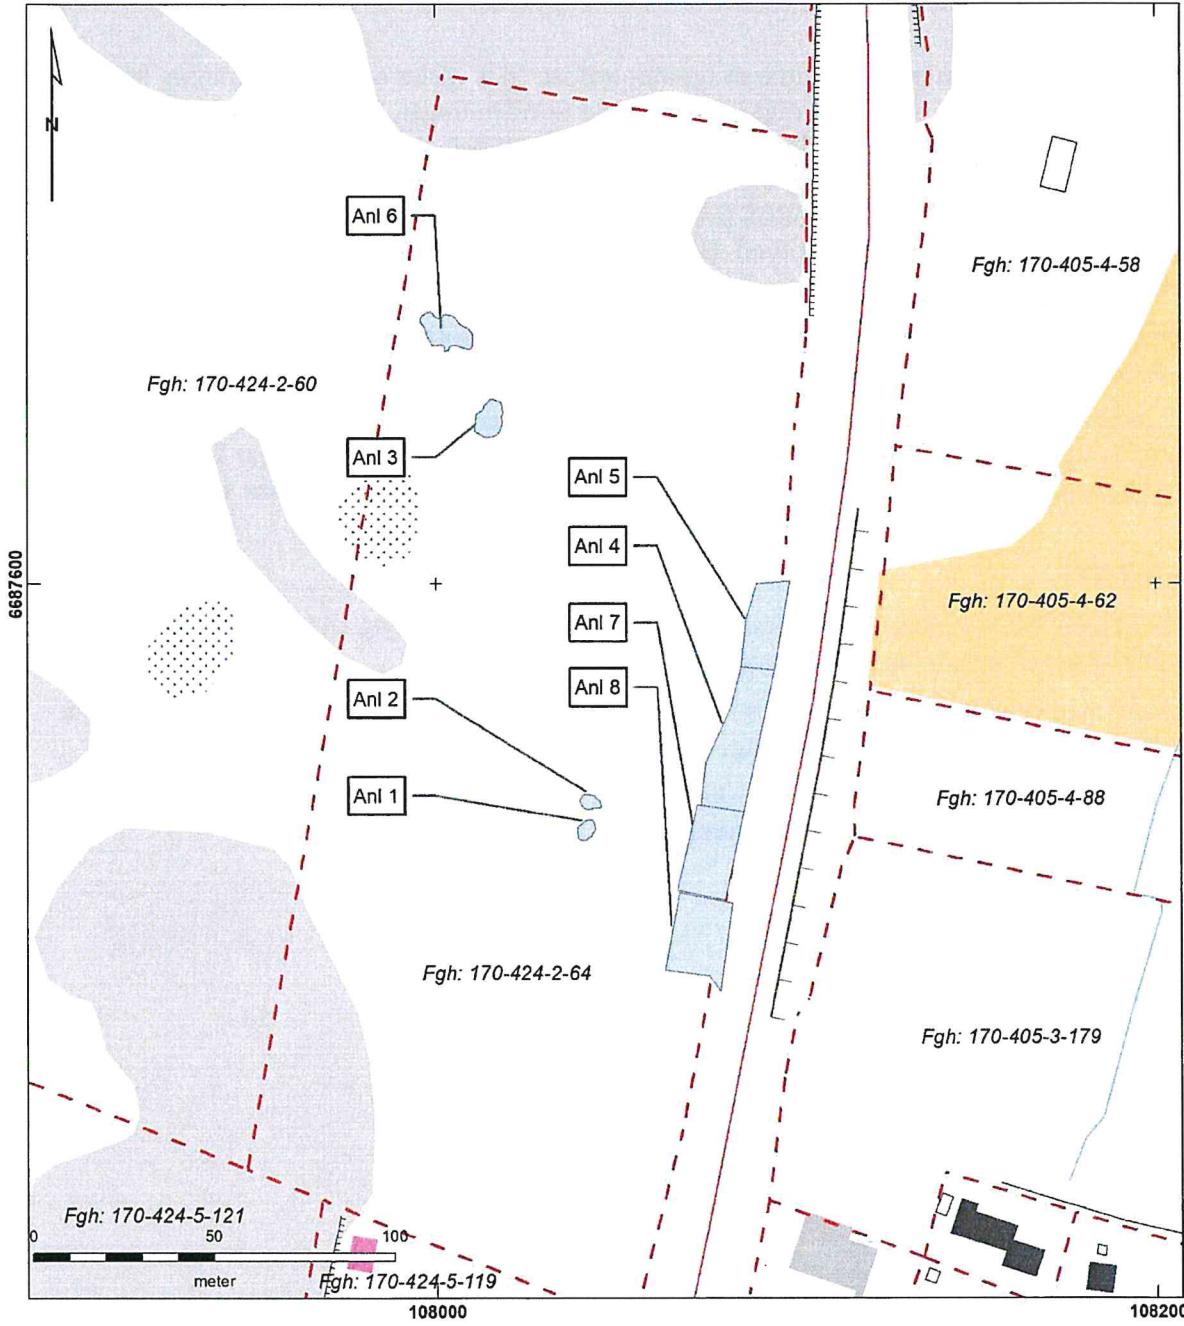 N
Anl 6
Fgh: 170-405-4-58
Fgh: 170-424-2-60
Anl 3
Anl 5
Anl 4
6687600
Fgh: 170-405-4-62
Anl 7
Anl 8
Anl 2
Anl 1
Fgh: 170-405-4-88
Fgh: 170-424-2-64
Fgh: 170-405-3-179
Fgh: 170-424-5-121
0 50 100
meter
Fgh: 170-424-5-119
108000 108200